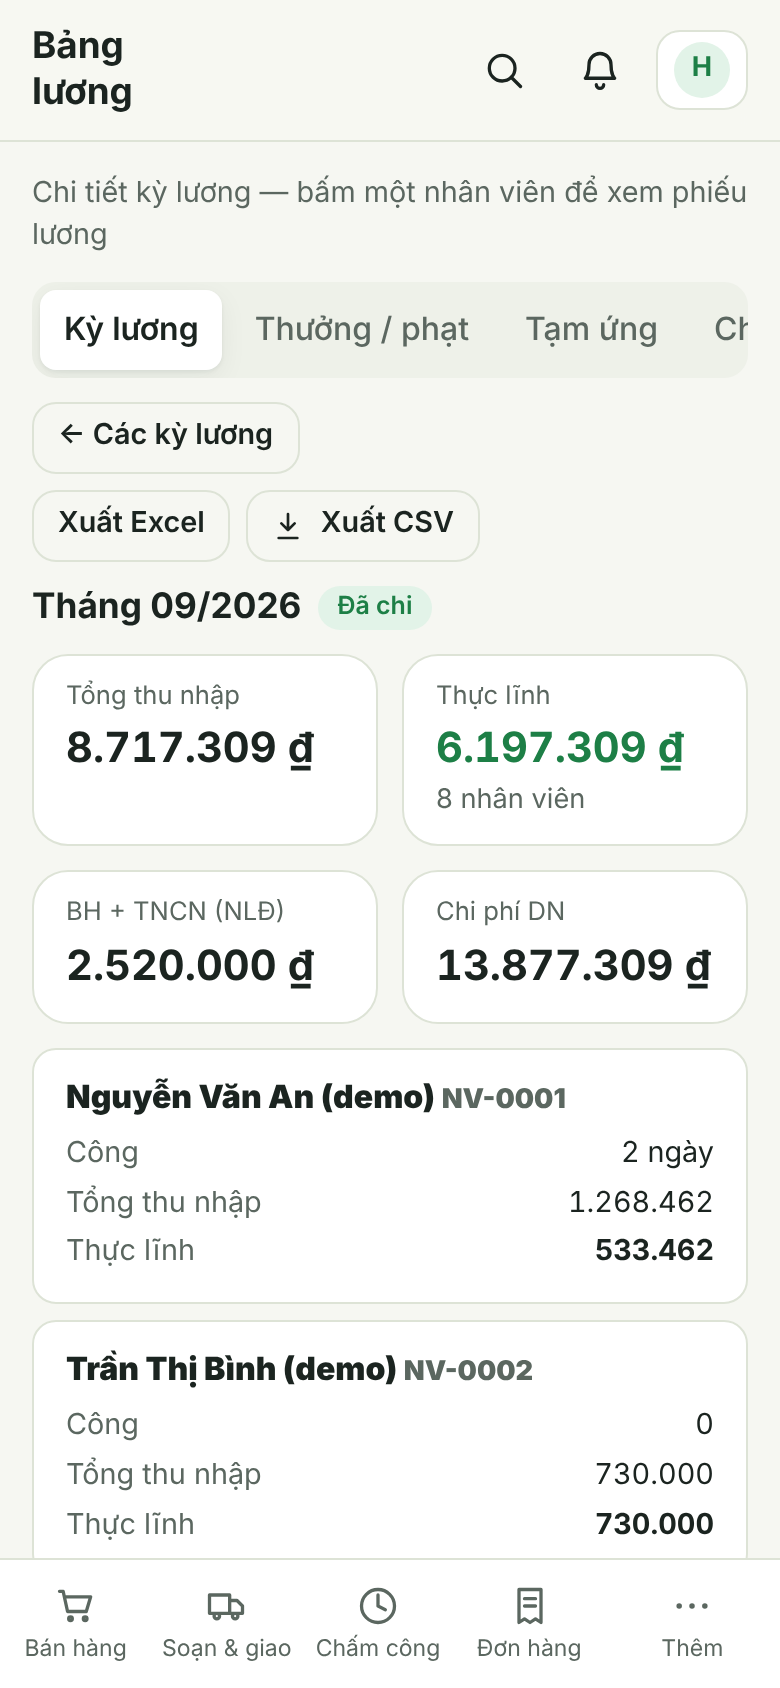 Bảng
lương
H
Chi tiết kỳ lương — bấm một nhân viên để xem phiếu
lương
Kỳ lương
Thưởng / phạt
Tạm ứng
Ch
← Các kỳ lương
Xuất Excel
Xuất CSV
Tháng 09/2026 Đã chi
Tổng thu nhập
8.717.309 ₫
Thực lĩnh
6.197.309 ₫
8 nhân viên
BH + TNCN (NLĐ)
2.520.000 ₫
Chi phí DN
13.877.309 ₫
Nguyễn Văn An (demo) NV-0001
Công 2 ngày
Tổng thu nhập 1.268.462
Thực lĩnh 533.462
Trần Thị Bình (demo) NV-0002
Công 0
Tổng thu nhập 730.000
Thực lĩnh 730.000
Bán hàng
Soạn & giao
Chấm công
Đơn hàng
Thêm